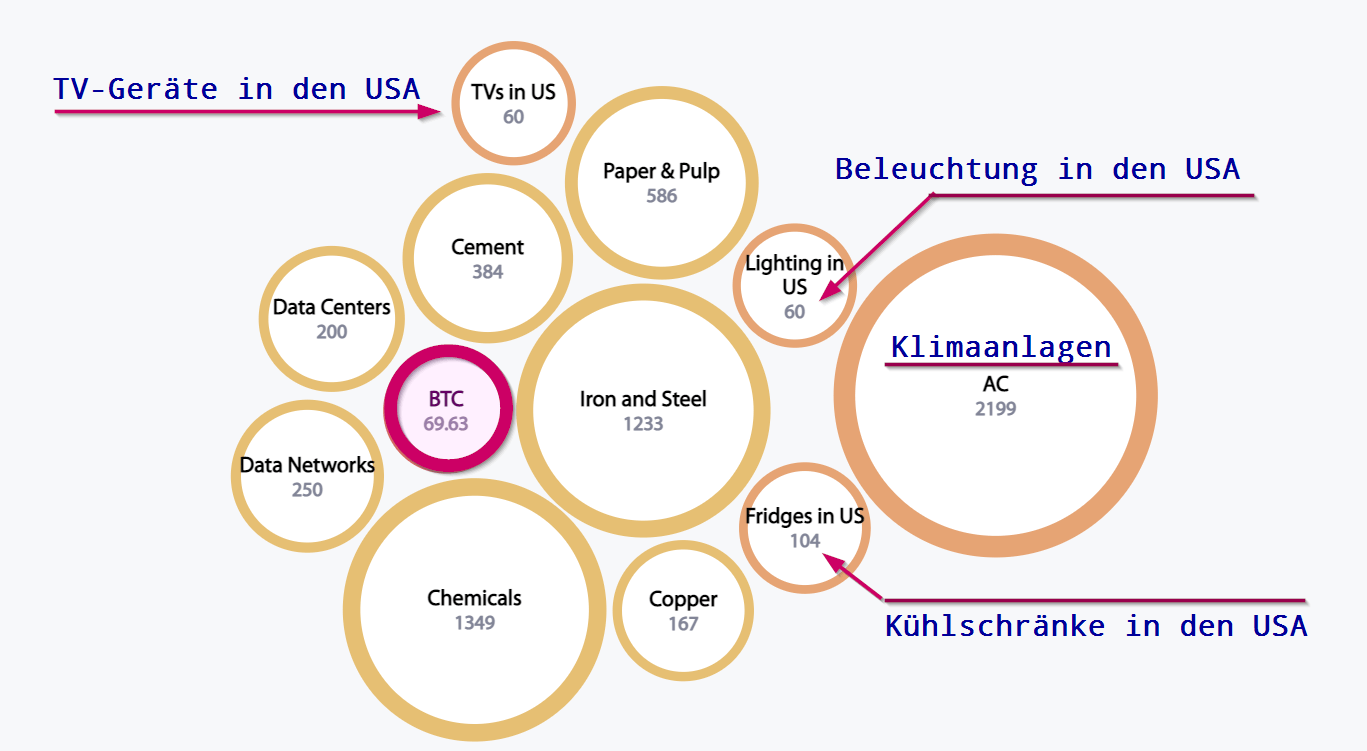 TV-Geräte in den USA
TVs in US
60
Paper & Pulp
586
Beleuchtung in den USA
Cement
384
Lighting in
US
60
Data Centers
200
Klimaanlagen
AC
2199
BTC
69.63
Iron and Steel
1233
Data Networks
250
Fridges in US
104
Chemicals
1349
Copper
167
Kühlschränke in den USA